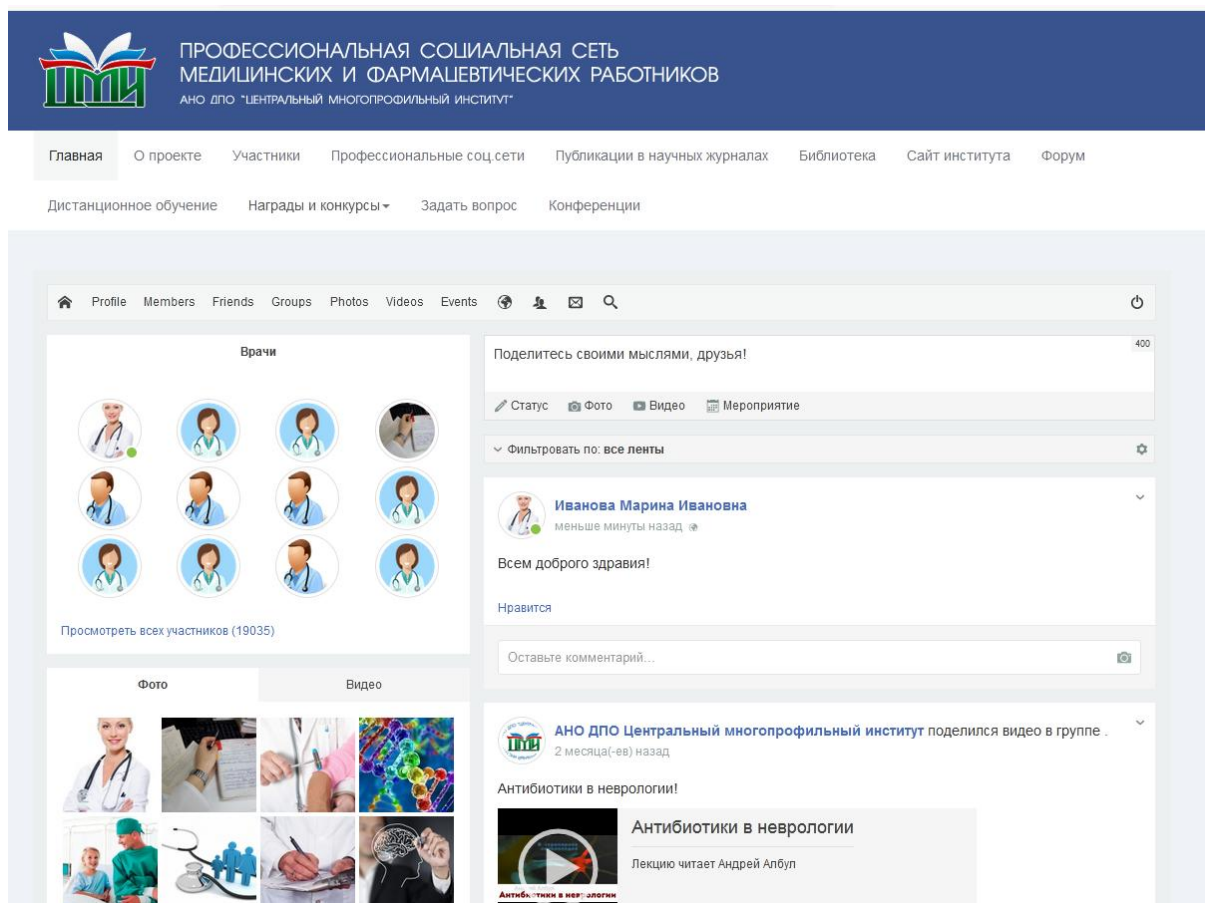 ЦМИ
ПРОФЕССИОНАЛЬНАЯ СОЦИАЛЬНАЯ СЕТЬ
МЕДИЦИНСКИХ И ФАРМАЦЕВТИЧЕСКИХ РАБОТНИКОВ
АНО ДПО "ЦЕНТРАЛЬНЫЙ МНОГОПРОФИЛЬНЫЙ ИНСТИТУТ"
Главная О проекте Участники Профессиональные соц.сети Публикации в научных журналах Библиотека Сайт института Форум
Дистанционное обучение Награды и конкурсы Задать вопрос Конференции
Profile Members Friends Groups Photos Videos Events
Врачи
Просмотреть всех участников (19035)
Фото Видео
Поделитесь своими мыслями, друзья! 400
Статус Фото Видео Мероприятие
Фильтровать по: все ленты
Иванова Марина Ивановна
меньше минуты назад
Всем доброго здравия!
Нравится
Оставьте комментарий...
ЦМИ
АНО ДПО Центральный многопрофильный институт поделился видео в группе .
2 месяца(-ев) назад
Антибиотики в неврологии!
Антибиотики в неврологии
Антибиотики в неврологии
Лекцию читает Андрей Албул